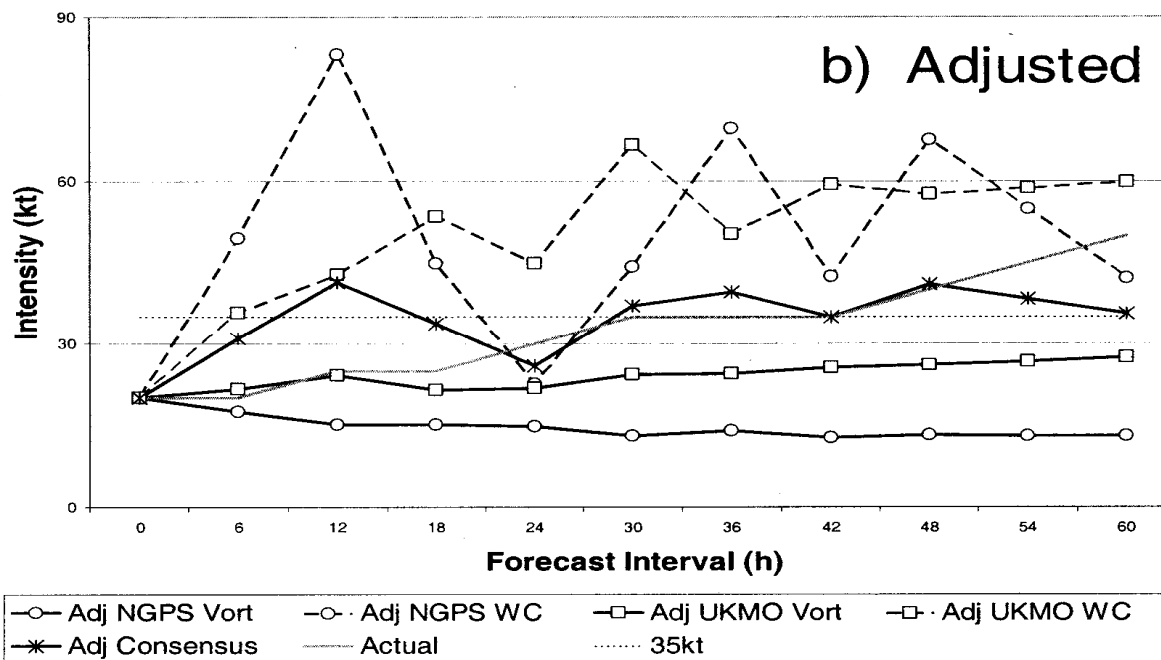 b) Adjusted
90
60
30
0
Intensity (kt)
0 6 12 18 24 30 36 42 48 54 60
Forecast Interval (h)
Adj NGPS Vort Adj NGPS WC Adj UKMO Vort Adj UKMO WC
Adj Consensus Actual 35kt